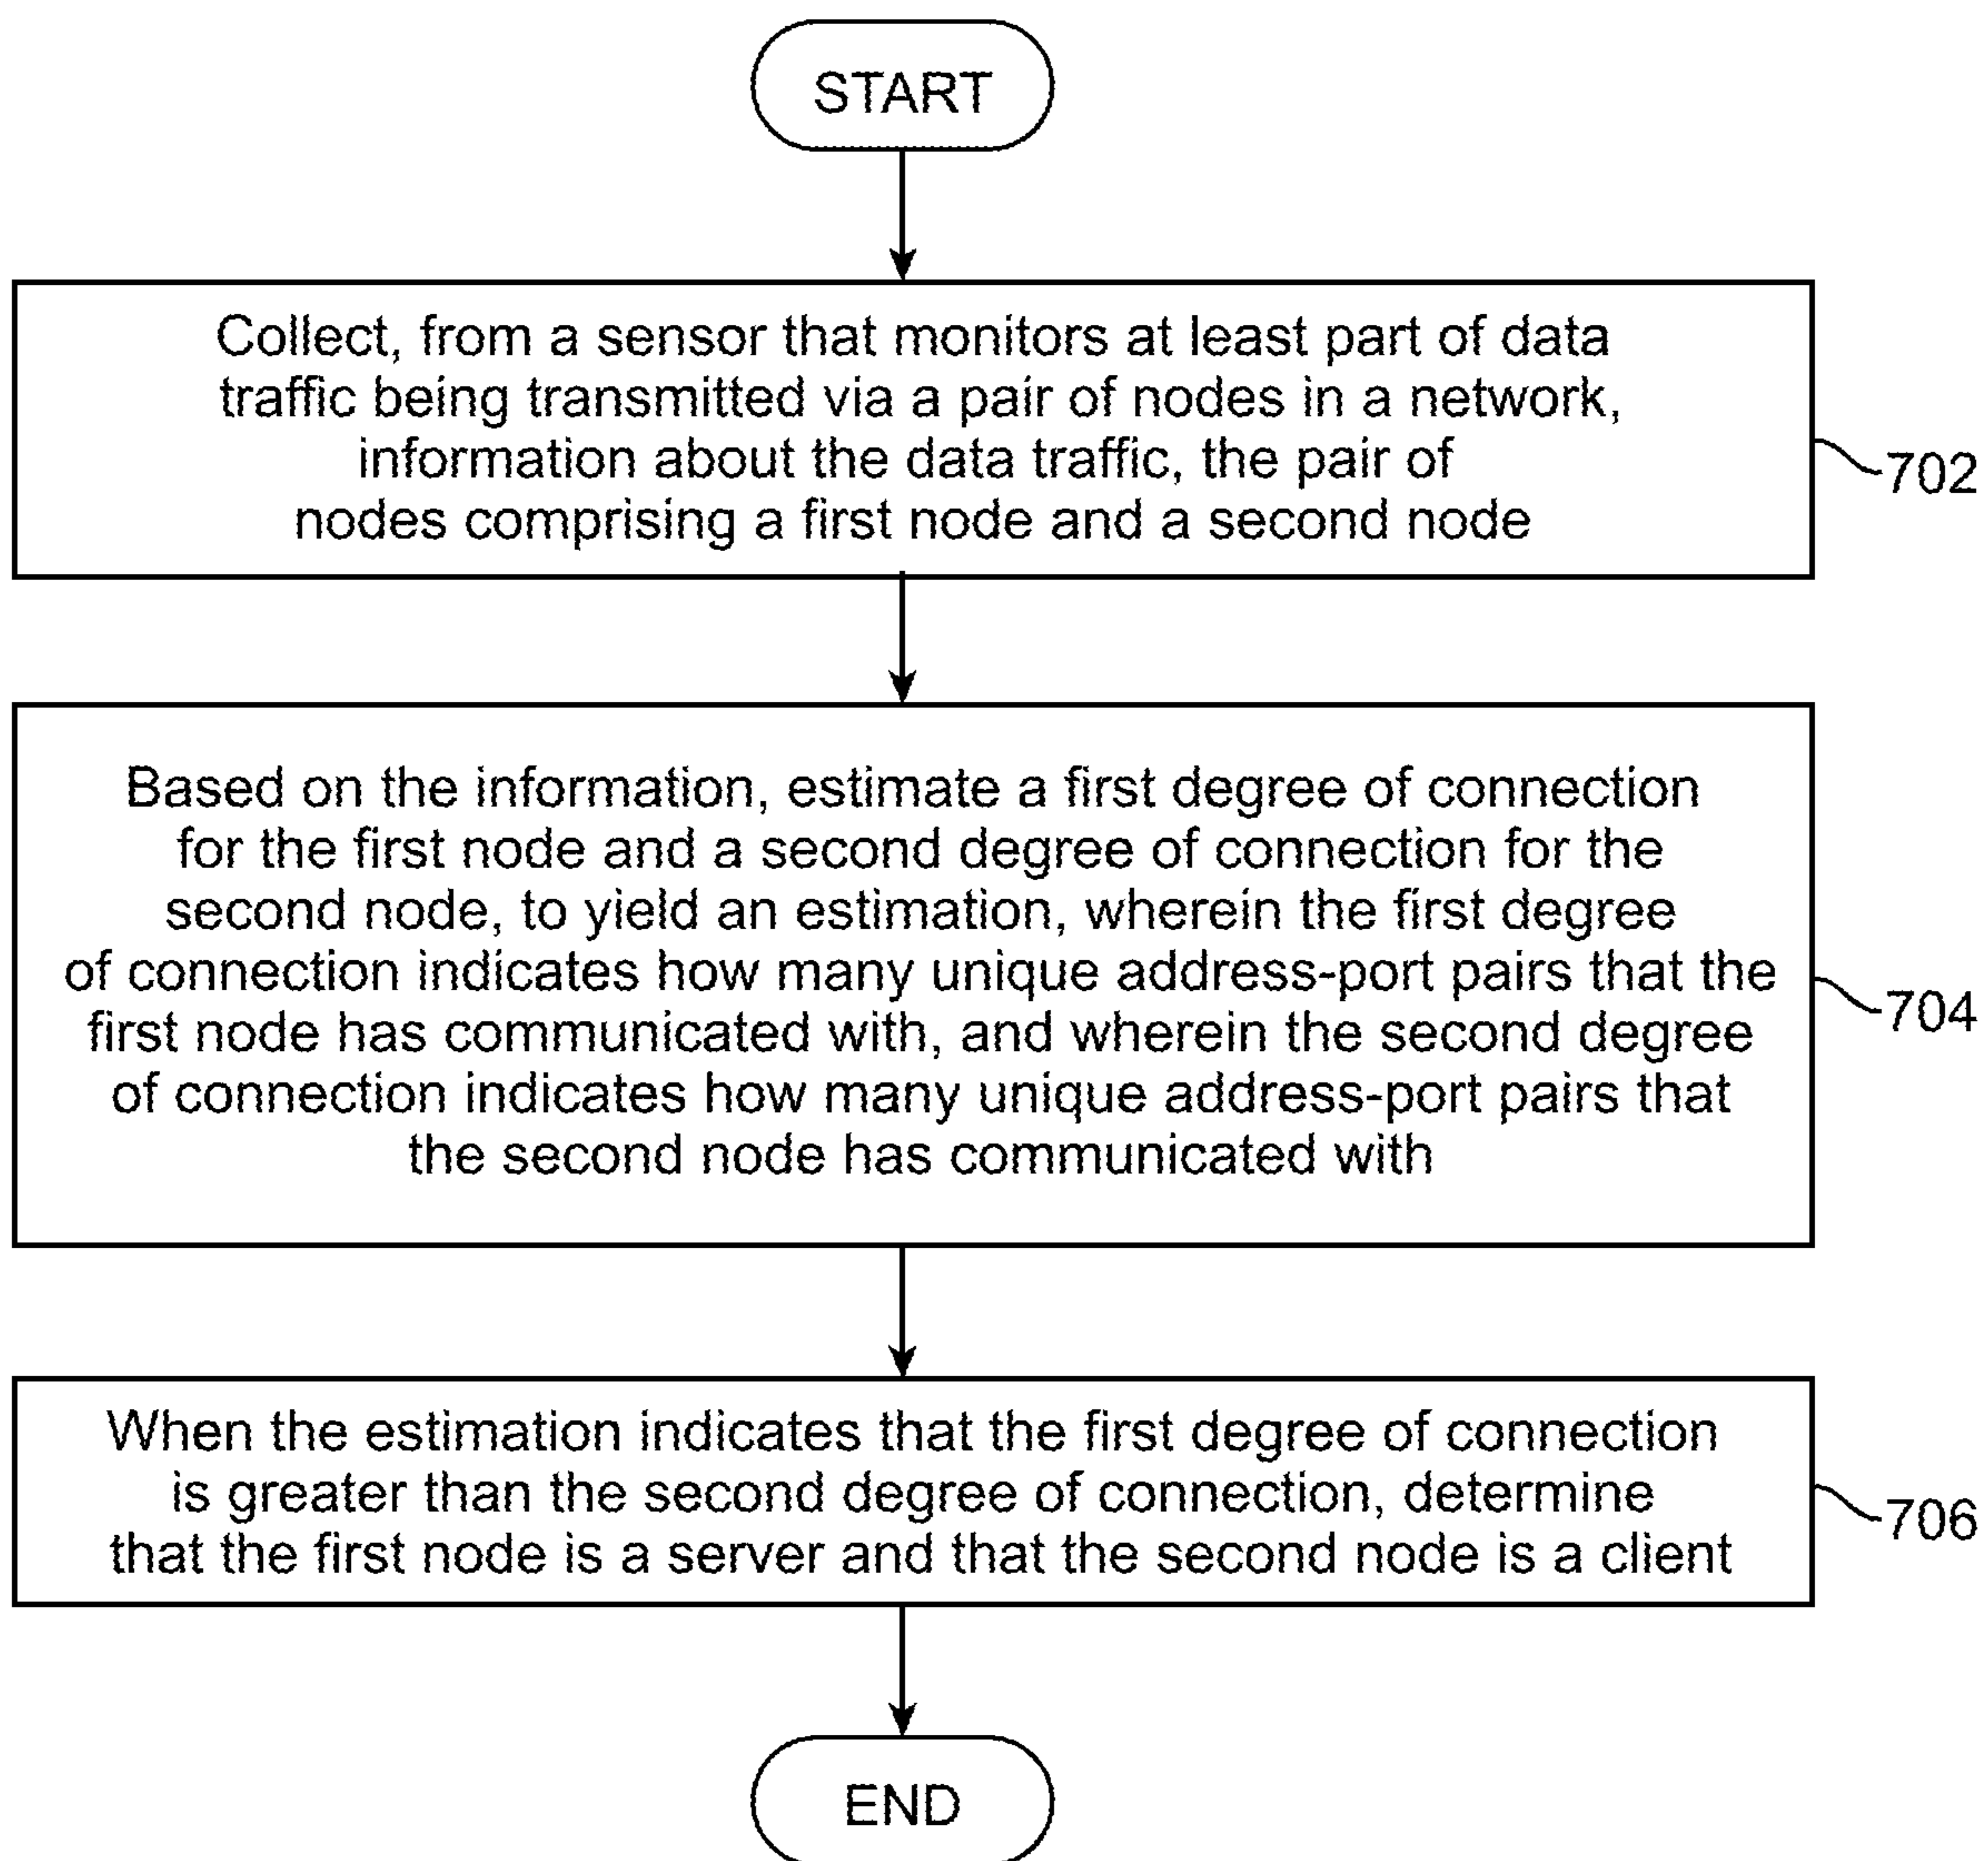 START
Collect, from a sensor that monitors at least part of data
traffic being transmitted via a pair of nodes in a network,
information about the data traffic, the pair of
nodes comprising a first node and a second node
702
Based on the information, estimate a first degree of connection
for the first node and a second degree of connection for the
second node, to yield an estimation, wherein the first degree
of connection indicates how many unique address-port pairs that the
first node has communicated with, and wherein the second degree
of connection indicates how many unique address-port pairs that
the second node has communicated with
704
When the estimation indicates that the first degree of connection
is greater than the second degree of connection, determine
that the first node is a server and that the second node is a client
706
END